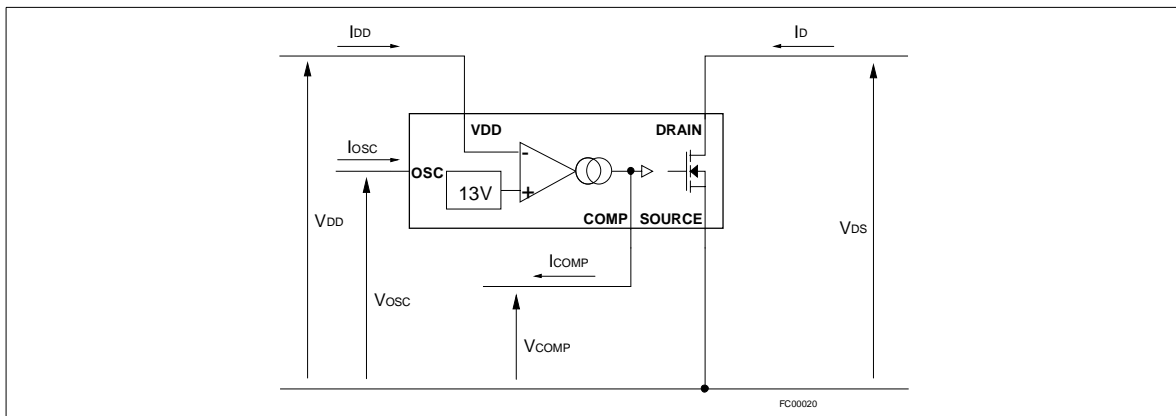 IDD
ID
VDD
DRAIN
IOSC
OSC
-
13V
+
COMP
SOURCE
VDD
VDS
ICOMP
VOSC
VCOMP
FC00020